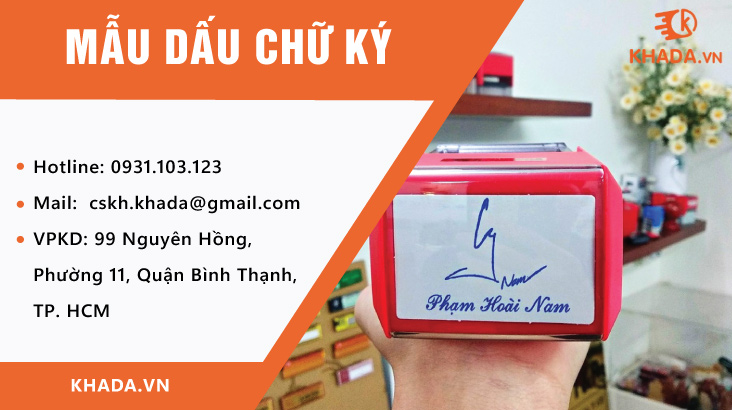 MẪU DẤU CHỮ KÝ
KHADA.VN
Hotline: 0931.103.123
Mail: cskh.khada@gmail.com
VPKD: 99 Nguyên Hồng,
Phường 11, Quận Bình Thạnh,
TP. HCM
Nam
Phạm Hoài Nam
KHADA.VN